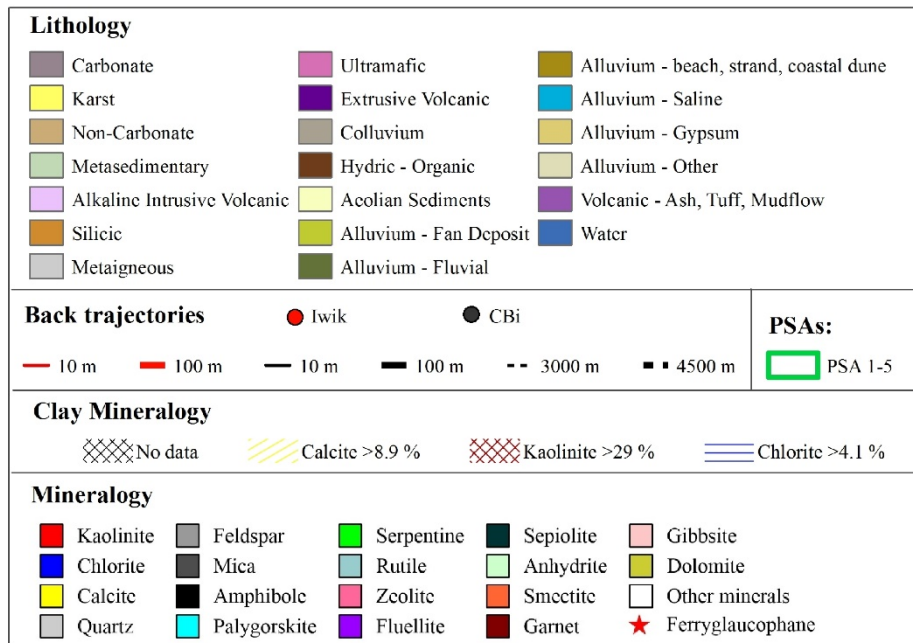 Lithology
Carbonate Ultramafic Alluvium - beach, strand, coastal dune
Karst Extrusive Volcanic Alluvium - Saline
Non-Carbonate Colluvium Alluvium - Gypsum
Metasedimentary Hydric - Organic Alluvium - Other
Alkaline Intrusive Volcanic Aeolian Sediments Volcanic - Ash, Tuff, Mudflow
Silicic Alluvium - Fan Deposit Water
Metaigneous Alluvium - Fluvial
Back trajectories Iwik CBi PSAs:
10 m 100 m 10 m 100 m 3000 m 4500 m PSA 1-5
Clay Mineralogy
No data Calcite >8.9 % Kaolinite >29 % Chlorite >4.1 %
Mineralogy
Kaolinite Feldspar Serpentine Sepiolite Gibbsite
Chlorite Mica Rutile Anhydrite Dolomite
Calcite Amphibole Zeolite Smectite Other minerals
Quartz Palygorskite Fluellite Garnet Ferryglaucophane